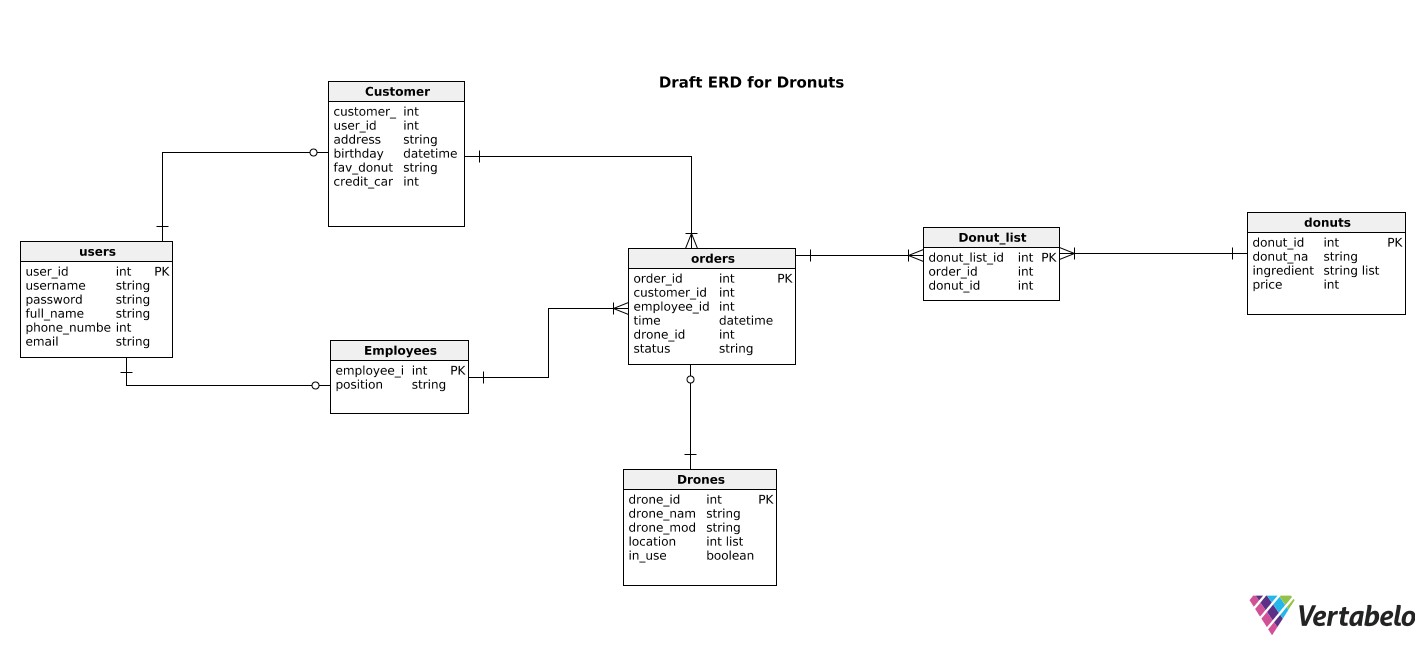 Draft ERD for Dronuts
Customer
customer_ int
user_id int
address string
birthday datetime
fav_donut string
credit_car int
users
user_id int PK
username string
password string
full_name string
phone_numbe int
email string
Employees
employee_i int PK
position string
orders
order_id int PK
customer_id int
employee_id int
time datetime
drone_id int
status string
Donut_list
donut_list_id int PK
order_id int
donut_id int
donuts
donut_id int PK
donut_na string
ingredient string list
price int
Drones
drone_id int PK
drone_nam string
drone_mod string
location int list
in_use boolean
Vertabelo